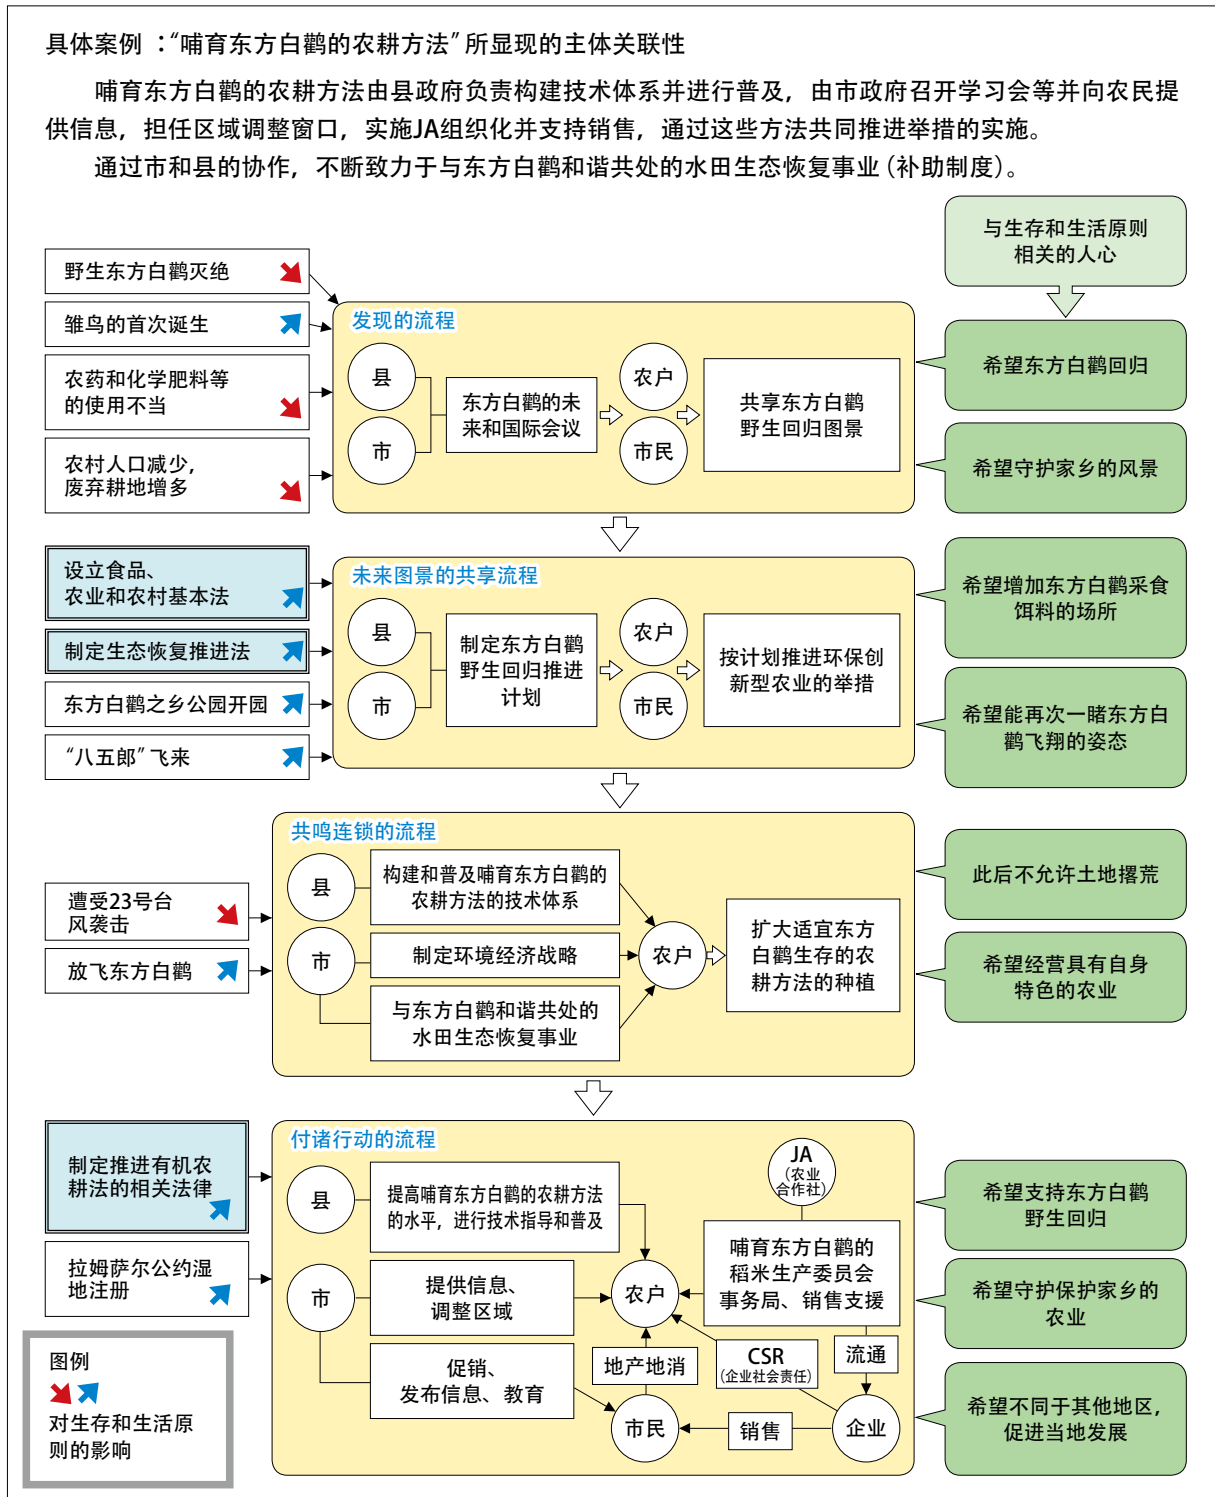 具体案例 ：“哺育东方白鹳的农耕方法”所显现的主体关联性
哺育东方白鹳的农耕方法由县政府负责构建技术体系并进行普及，由市政府召开学习会等并向农民提
供信息，担任区域调整窗口，实施JA组织化并支持销售，通过这些方法共同推进举措的实施。
通过市和县的协作，不断致力于与东方白鹳和谐共处的水田生态恢复事业（补助制度）。
与生存和生活原则
相关的人心
野生东方白鹳灭绝
雏鸟的首次诞生
农药和化学肥料等
的使用不当
农村人口减少，
废弃耕地增多
发现的流程
县
市
东方白鹳的未
来和国际会议
农户
市民
共享东方白鹳
野生回归图景
希望东方白鹳回归
希望守护家乡的风景
设立食品、
农业和农村基本法
制定生态恢复推进法
东方白鹳之乡公园开园
“八五郎”飞来
未来图景的共享流程
县
市
制定东方白鹳
野生回归推进
计划
农户
市民
按计划推进环保创
新型农业的举措
希望增加东方白鹳采食
饵料的场所
希望能再次一睹东方白
鹳飞翔的姿态
遭受23号台
风袭击
放飞东方白鹳
共鸣连锁的流程
县
市
构建和普及哺育东方白鹳的
农耕方法的技术体系
制定环境经济战略
与东方白鹳和谐共处的
水田生态恢复事业
农户
扩大适宜东方
白鹳生存的农
耕方法的种植
此后不允许土地撂荒
希望经营具有自身
特色的农业
制定推进有机农
耕法的相关法律
拉姆萨尔公约湿
地注册
付诸行动的流程
县
市
提高哺育东方白鹳的农耕方法
的水平，进行技术指导和普及
提供信息、
调整区域
促销、
发布信息、教育
JA
（农业
合作社）
哺育东方白鹳的
稻米生产委员会
事务局、销售支援
农户
地产地消
CSR
（企业社会责任）
流通
市民
销售
企业
希望支持东方白鹳
野生回归
希望守护保护家乡的
农业
希望不同于其他地区，
促进当地发展
图例
对生存和生活原
则的影响